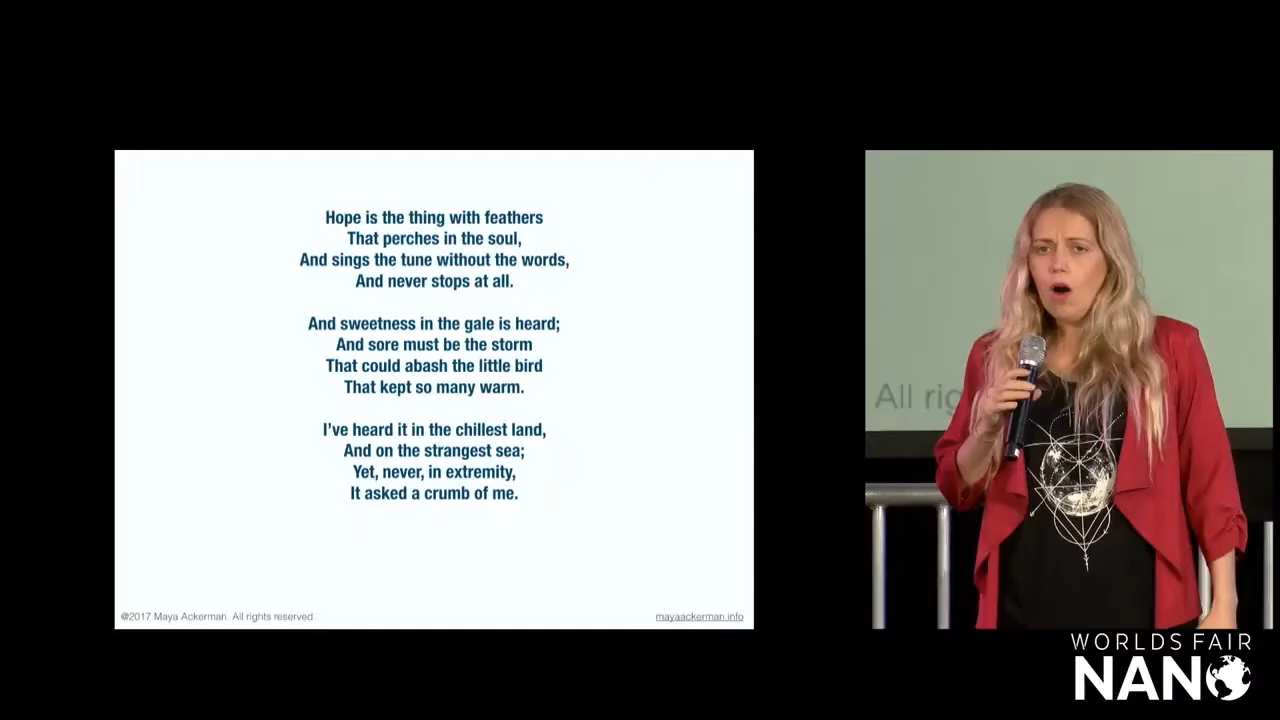 Hope is the thing with feathers
That perches in the soul,
And sings the tune without the words,
And never stops at all.
And sweetness in the gale is heard;
And sore must be the storm
That could abash the little bird
That kept so many warm.
I've heard it in the chillest land,
And on the strangest sea;
Yet, never, in extremity,
It asked a crumb of me.
@2017 Maya Ackerman. All rights reserved.
mayaackerman.info
All rig
WORLDS FAIR
NANO